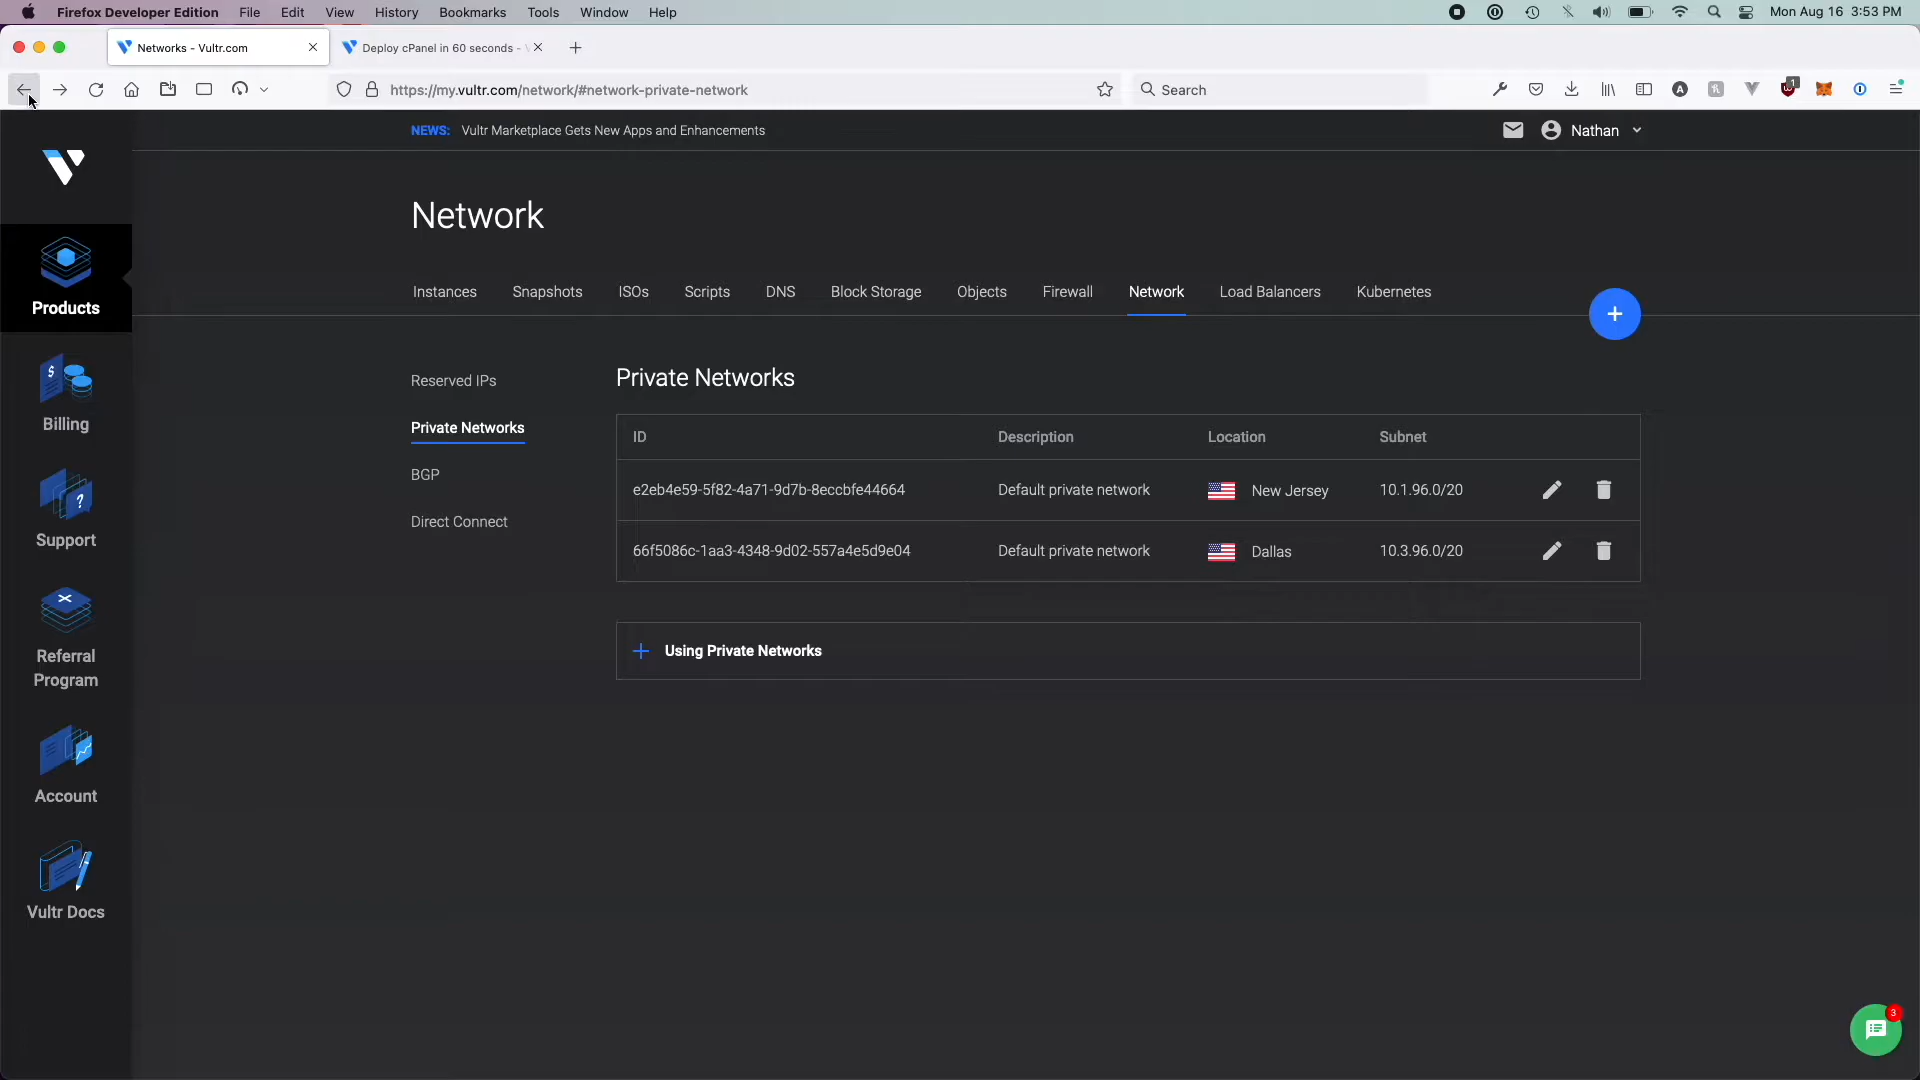 Firefox Developer Edition File Edit View History Bookmarks Tools Window Help Mon Aug 16 3:53 PM
Networks - Vultr.com Deploy cPanel in 60 seconds -
https://my.vultr.com/network/#network-private-network Search
1
NEWS: Vultr Marketplace Gets New Apps and Enhancements Nathan
Network
Products
Instances Snapshots ISOs Scripts DNS Block Storage Objects Firewall Network Load Balancers Kubernetes
+
Billing
Support
Referral
Program
Account
Vultr Docs
Reserved IPs
Private Networks
BGP
Direct Connect
Private Networks
ID Description Location Subnet
e2eb4e59-5f82-4a71-9d7b-8eccbfe44664 Default private network New Jersey 10.1.96.0/20
66f5086c-1aa3-4348-9d02-557a4e5d9e04 Default private network Dallas 10.3.96.0/20
+ Using Private Networks
3